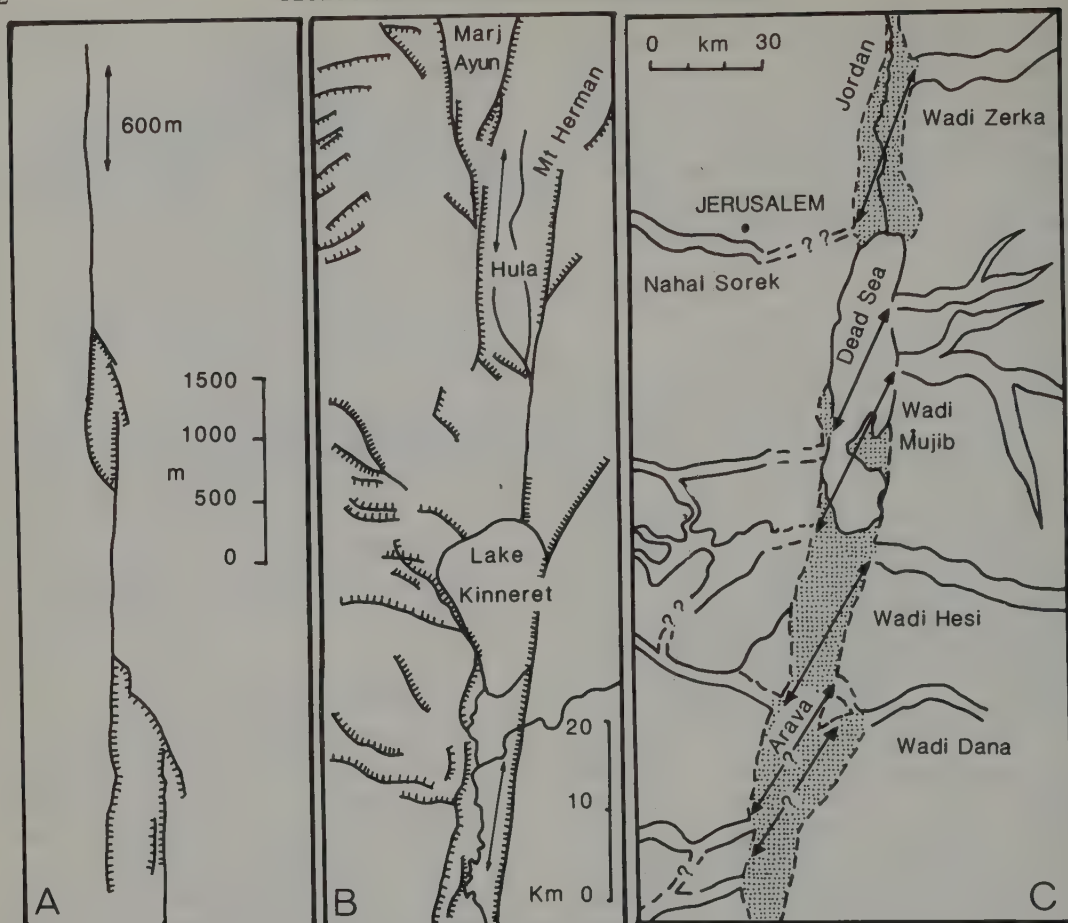 600m
1500
1000
m
500
0
A
Marj
Ayun
Mt Herman
Hula
Lake
Kinneret
20
10
Km 0
B
0 km 30
Jordan
Wadi Zerka
JERUSALEM
? ?
Nahal Sorek
Dead Sea
Wadi
Mujib
Wadi Hesi
? ?
Arava
?
Wadi Dana
?
?
C